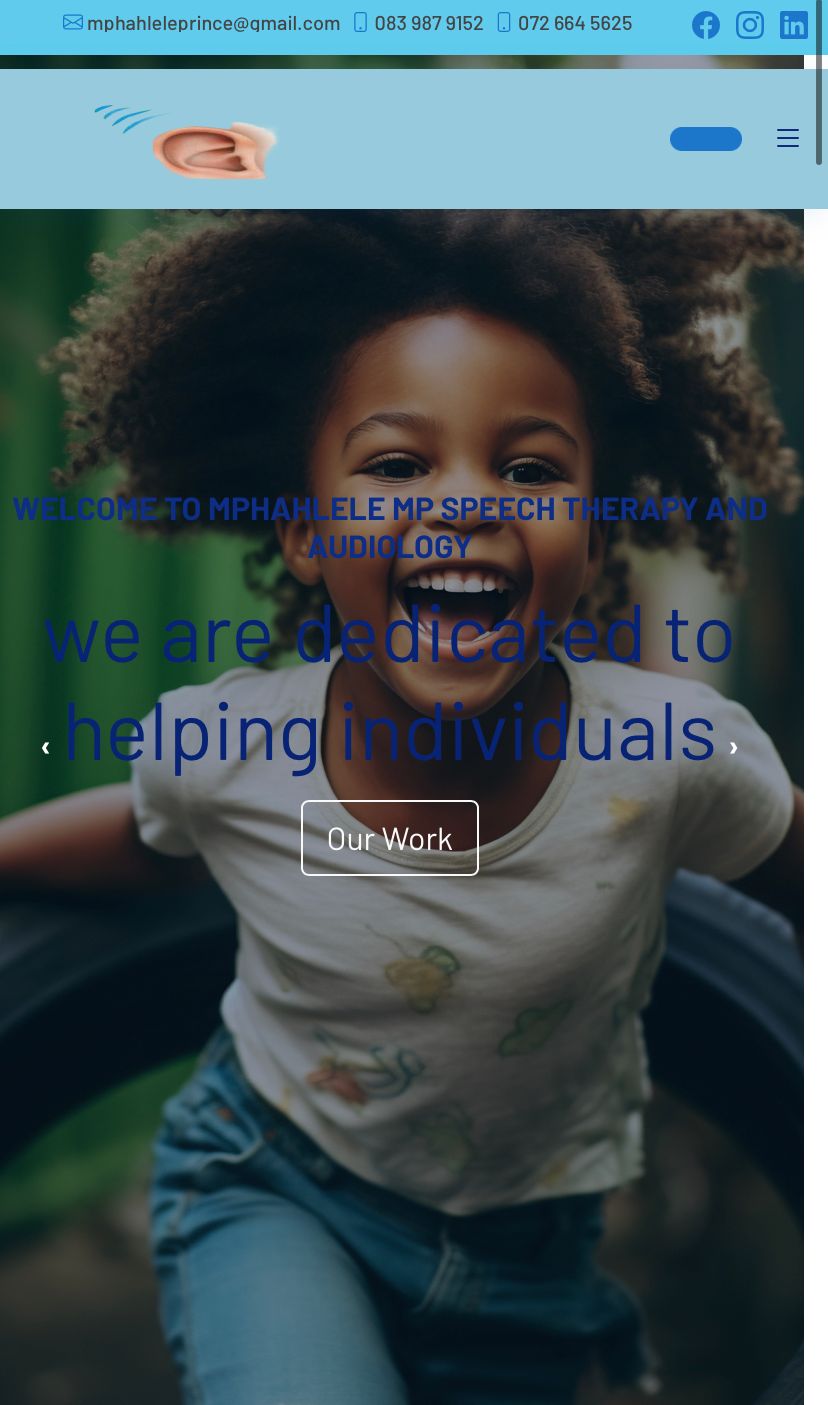 mphahleleprince@gmail.com 083 987 9152 072 664 5625
WELCOME TO MPHAHLELE MP SPEECH THERAPY AND
AUDIOLOGY
we are dedicated to
helping individuals
‹ ›
Our Work